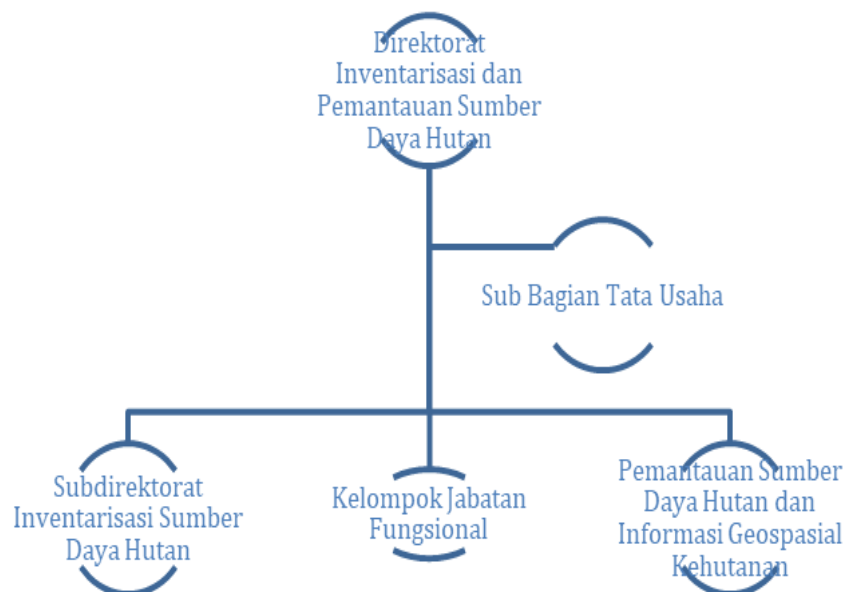 Direktorat
Inventarisasi dan
Pemantauan Sumber
Daya Hutan
Sub Bagian Tata Usaha
Subdirektorat
Inventarisasi Sumber
Daya Hutan
Kelompok Jabatan
Fungsional
Pemantauan Sumber
Daya Hutan dan
Informasi Geospasial
Kehutanan